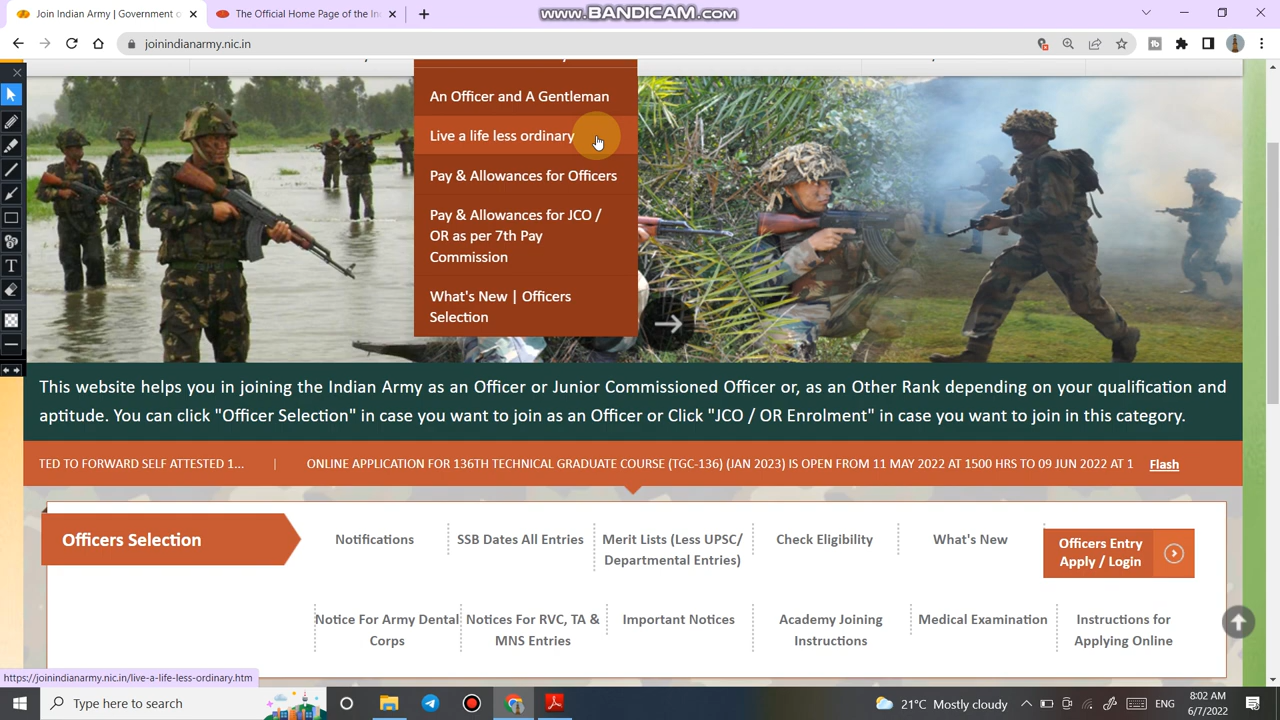 Join Indian Army | Government o
The Official Home Page of the In
www.BANDICAM.com
joinindianarmy.nic.in
An Officer and A Gentleman
Live a life less ordinary
Pay & Allowances for Officers
Pay & Allowances for JCO /
OR as per 7th Pay
Commission
What's New | Officers
Selection
This website helps you in joining the Indian Army as an Officer or Junior Commissioned Officer or, as an Other Rank depending on your qualification and
aptitude. You can click "Officer Selection" in case you want to join as an Officer or Click "JCO / OR Enrolment" in case you want to join in this category.
TED TO FORWARD SELF ATTESTED 1... | ONLINE APPLICATION FOR 136TH TECHNICAL GRADUATE COURSE (TGC-136) (JAN 2023) IS OPEN FROM 11 MAY 2022 AT 1500 HRS TO 09 JUN 2022 AT 1 Flash
Officers Selection
Notifications
SSB Dates All Entries
Merit Lists (Less UPSC/
Departmental Entries)
Check Eligibility
What's New
Officers Entry
Apply / Login
Notice For Army Dental
Corps
Notices For RVC, TA &
MNS Entries
Important Notices
Academy Joining
Instructions
Medical Examination
Instructions for
Applying Online
https://joinindianarmy.nic.in/live-a-life-less-ordinary.htm
Type here to search
21°C Mostly cloudy
ENG
8:02 AM
6/7/2022